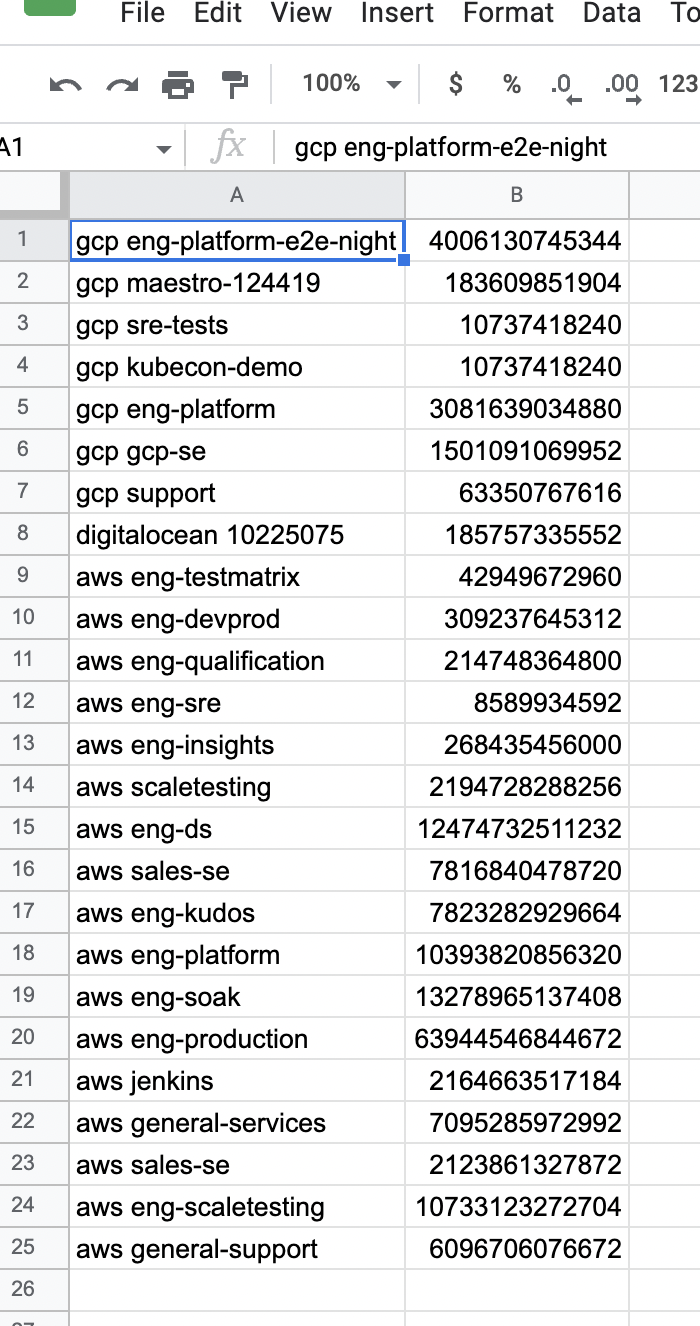 File Edit View Insert Format Data To
100% $ % .0 .00 123
A1 fx gcp eng-platform-e2e-night
A B
1 gcp eng-platform-e2e-night 4006130745344
2 gcp maestro-124419 183609851904
3 gcp sre-tests 10737418240
4 gcp kubecon-demo 10737418240
5 gcp eng-platform 3081639034880
6 gcp gcp-se 1501091069952
7 gcp support 63350767616
8 digitalocean 10225075 185757335552
9 aws eng-testmatrix 42949672960
10 aws eng-devprod 309237645312
11 aws eng-qualification 214748364800
12 aws eng-sre 8589934592
13 aws eng-insights 268435456000
14 aws scaletesting 2194728288256
15 aws eng-ds 12474732511232
16 aws sales-se 7816840478720
17 aws eng-kudos 7823282929664
18 aws eng-platform 10393820856320
19 aws eng-soak 13278965137408
20 aws eng-production 63944546844672
21 aws jenkins 2164663517184
22 aws general-services 7095285972992
23 aws sales-se 2123861327872
24 aws eng-scaletesting 10733123272704
25 aws general-support 6096706076672
26